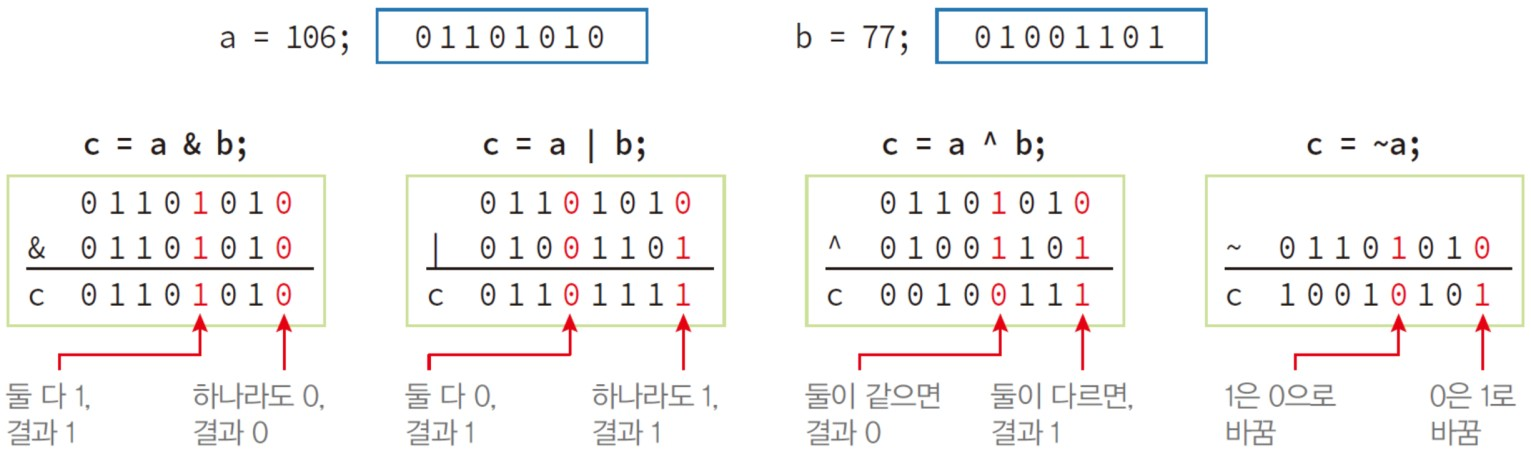 a = 106; 01101010 b = 77; 01001101
c = a & b; c = a | b; c = a ^ b; c = ~a;
01101010 01101010 01101010
& 01101010 | 01001101 ^ 01001101 ~ 01101010
c 01101010 c 01101111 c 00100111 c 10010101
둘 다 1, 하나라도 0, 둘 다 0, 하나라도 1, 둘이 같으면 둘이 다르면, 1은 0으로 0은 1로
결과 1 결과 0 결과 1 결과 1 결과 0 결과 1 바꿈 바꿈